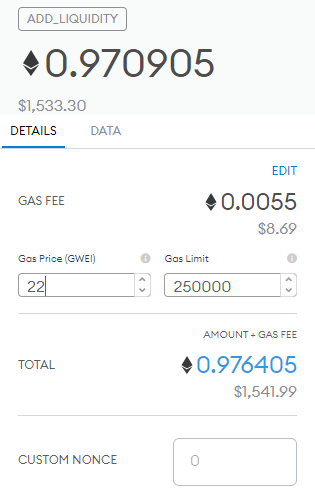 ADD_LIQUIDITY
0.970905
$1,533.30
DETAILS DATA
EDIT
GAS FEE 0.0055
$8.69
Gas Price (GWEI) Gas Limit
22 250000
AMOUNT + GAS FEE
TOTAL 0.976405
$1,541.99
CUSTOM NONCE 0